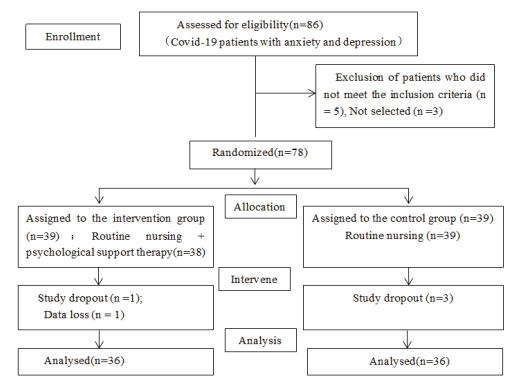 Assessed for eligibility(n=86)
（Covid-19 patients with anxiety and depression）
Enrollment
Exclusion of patients who did
not meet the inclusion criteria (n
= 5), Not selected (n =3)
Randomized(n=78)
Allocation
Assigned to the intervention group
(n=39) ； Routine nursing +
psychological support therapy(n=38)
Assigned to the control group (n=39)
Routine nursing (n=39)
Intervene
Study dropout (n =1);
Data loss (n = 1)
Study dropout (n=3)
Analysis
Analysed(n=36)
Analysed(n=36)